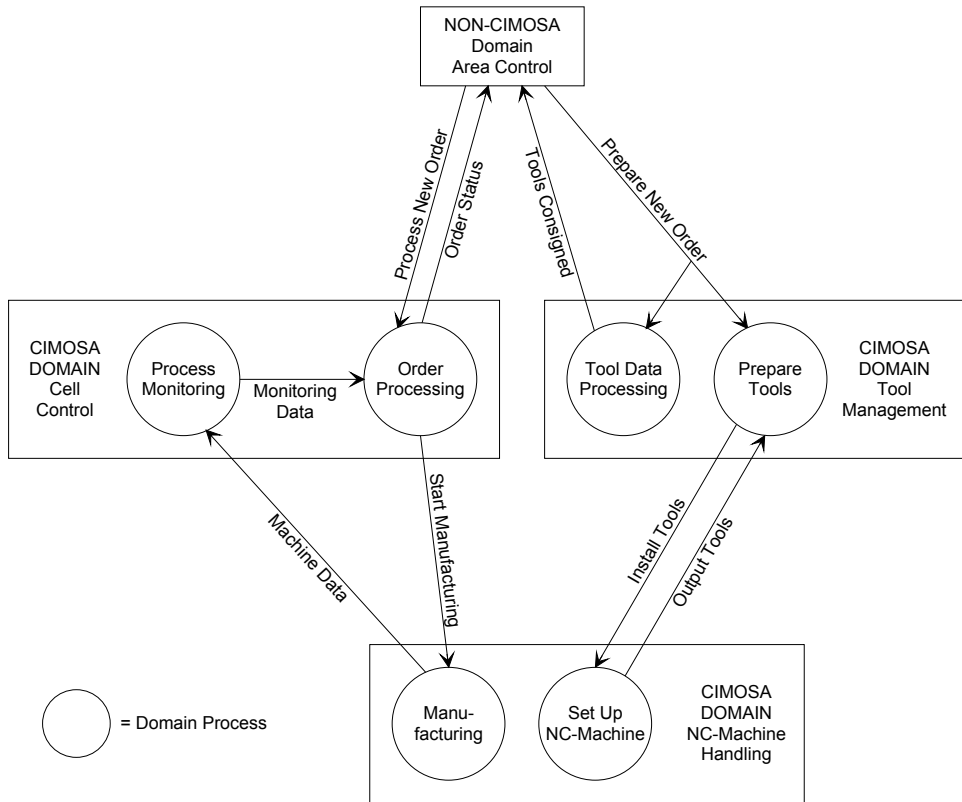 NON-CIMOSA
Domain
Area Control
Process New Order
Order Status
Tools Consigned
Prepare New Order
CIMOSA
DOMAIN
Cell
Control
Process
Monitoring
Monitoring
Data
Order
Processing
Tool Data
Processing
Prepare
Tools
CIMOSA
DOMAIN
Tool
Management
Machine Data
Start Manufacturing
Install Tools
Output Tools
= Domain Process
Manu-
facturing
Set Up
NC-Machine
CIMOSA
DOMAIN
NC-Machine
Handling